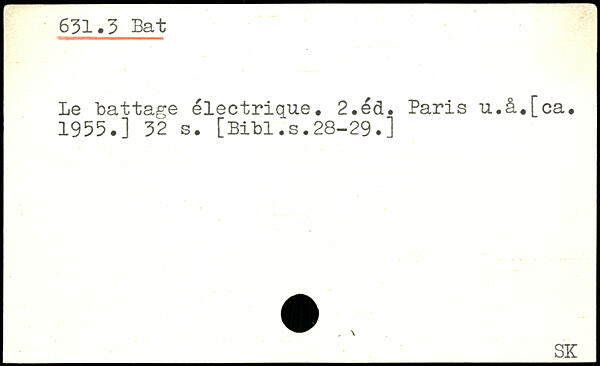 631.3 Bat
Le battage électrique. 2.éd. Paris u.å.[ca.
1955.] 32 s. [Bibl.s.28-29.]
SK